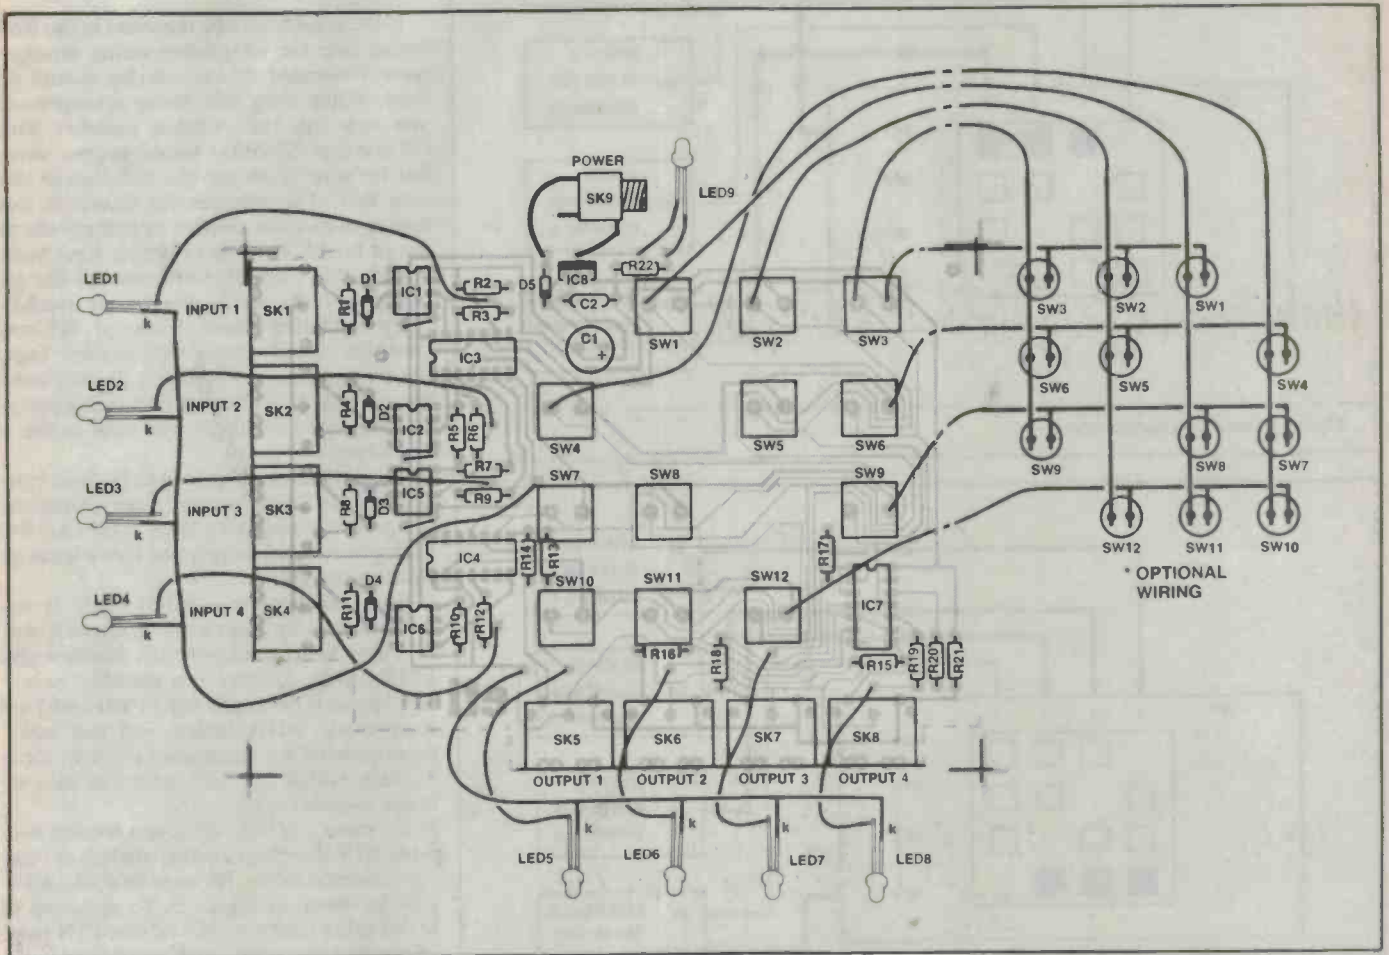 POWER
SK9
LED9
LED1
k
INPUT 1
SK1
R1
D1
IC1
R2
R3
D5
IC8
R22
C2
C1
+
IC3
SW1
SW2
SW3
LED2
k
INPUT 2
SK2
R4
D2
IC2
R5
R6
R7
SW4
SW5
SW6
LED3
k
INPUT 3
SK3
R8
D3
IC5
R9
SW7
SW8
SW9
IC4
R14
R13
R17
LED4
k
INPUT 4
SK4
R11
D4
IC6
R10
R12
SW10
SW11
SW12
IC7
R16
R18
R15
R19
R20
R21
SK5
SK6
SK7
SK8
OUTPUT 1
OUTPUT 2
OUTPUT 3
OUTPUT 4
k
k
k
k
LED5
LED6
LED7
LED8
SW3
SW2
SW1
SW6
SW5
SW4
SW9
SW8
SW7
SW12
SW11
SW10
* OPTIONAL
WIRING